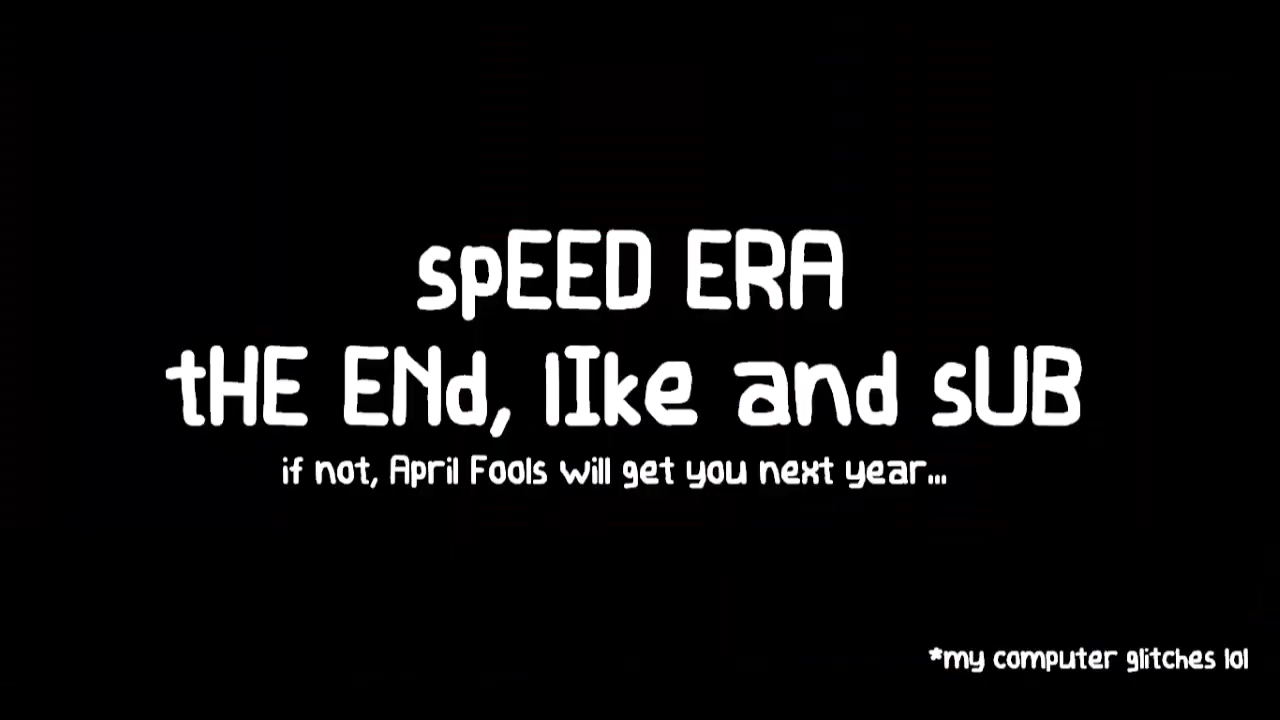 spEED ERA
tHE ENd, lIke and sUB
if not, April Fools will get you next year...
*my computer glitches lol